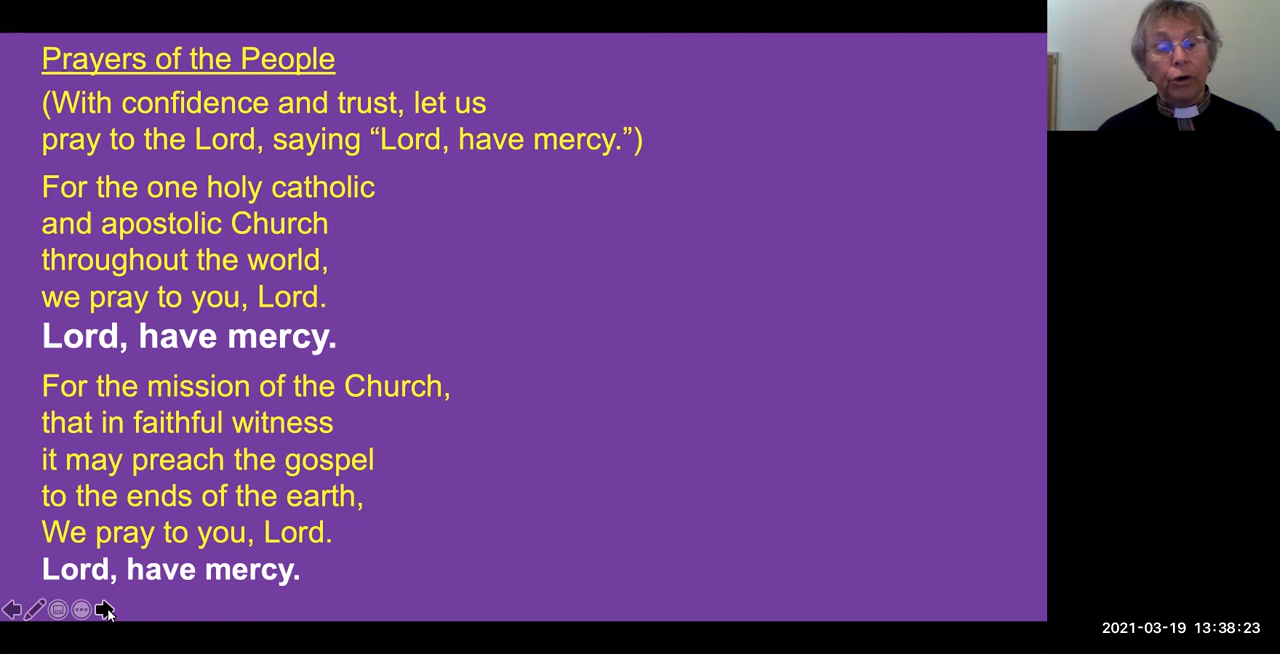 Prayers of the People
(With confidence and trust, let us
pray to the Lord, saying “Lord, have mercy.”)
For the one holy catholic
and apostolic Church
throughout the world,
we pray to you, Lord.
Lord, have mercy.
For the mission of the Church,
that in faithful witness
it may preach the gospel
to the ends of the earth,
We pray to you, Lord.
Lord, have mercy.
2021-03-19 13:38:23